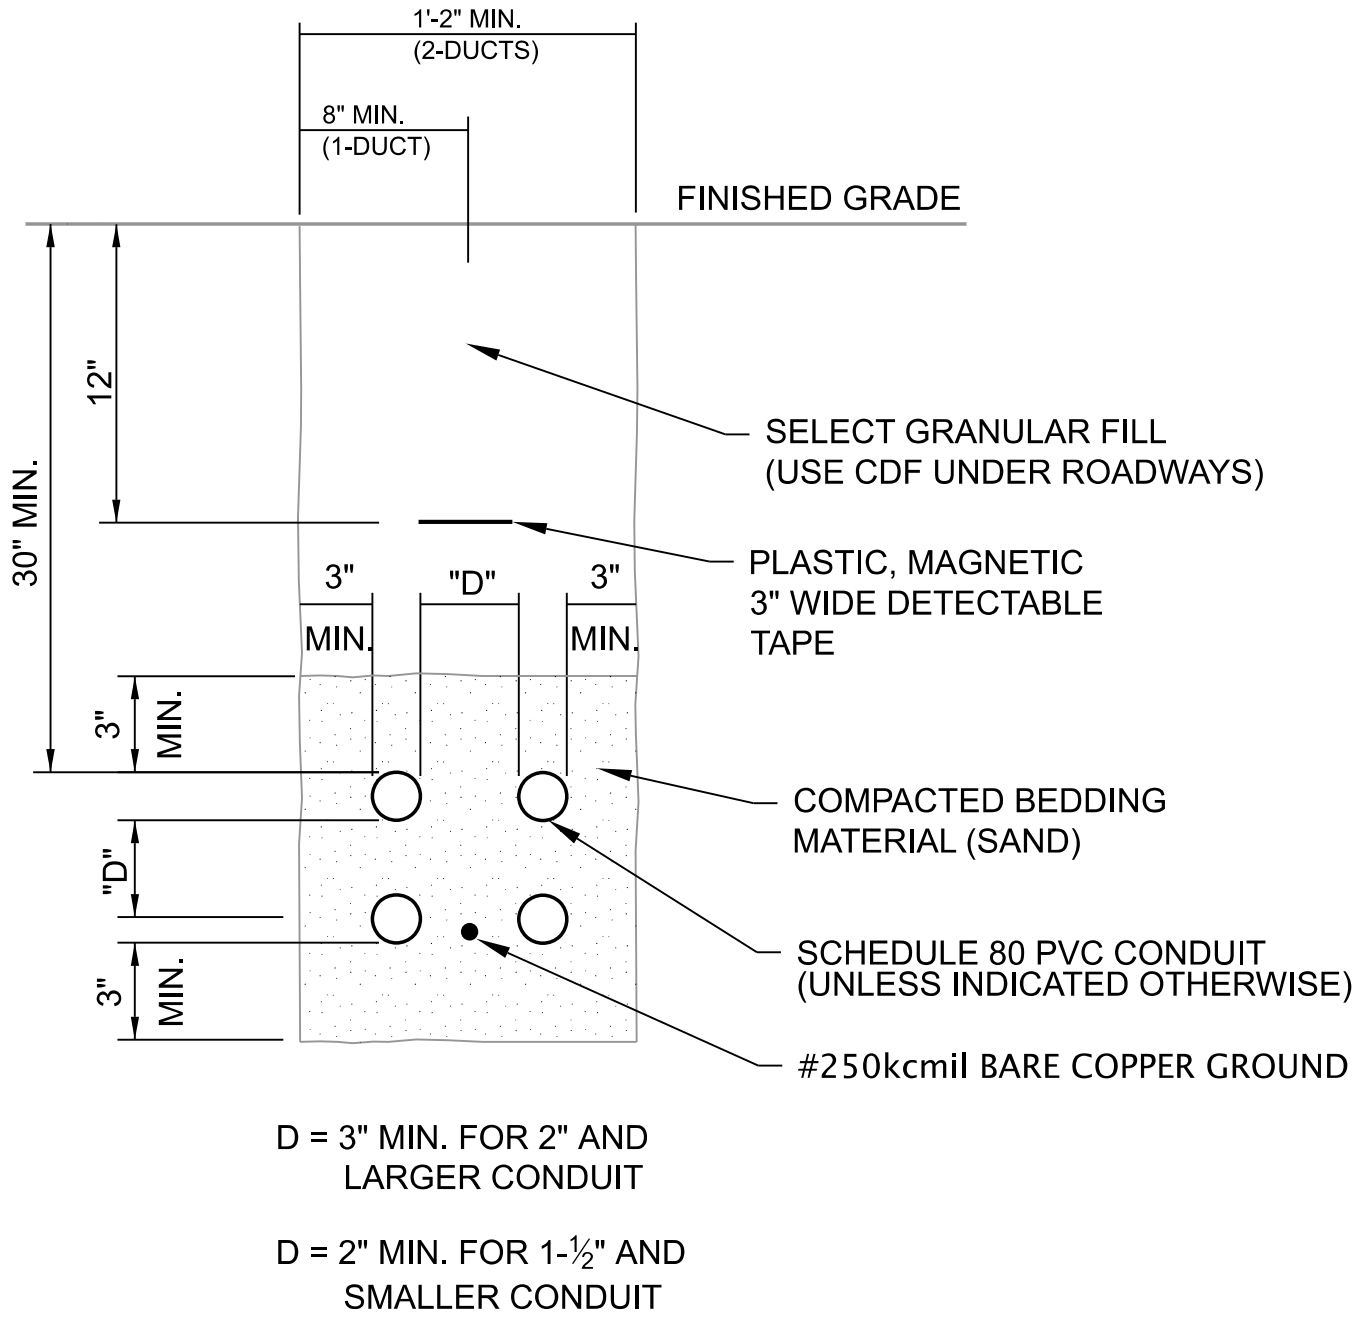 1'-2" MIN.
(2-DUCTS)
8" MIN.
(1-DUCT)
FINISHED GRADE
12"
30" MIN.
SELECT GRANULAR FILL
(USE CDF UNDER ROADWAYS)
PLASTIC, MAGNETIC
3" WIDE DETECTABLE
TAPE
3"
MIN.
"D"
3"
MIN.
3"
MIN.
COMPACTED BEDDING
MATERIAL (SAND)
"D"
SCHEDULE 80 PVC CONDUIT
(UNLESS INDICATED OTHERWISE)
3"
MIN.
#250kcmil BARE COPPER GROUND
D = 3" MIN. FOR 2" AND
LARGER CONDUIT
D = 2" MIN. FOR 1-½" AND
SMALLER CONDUIT